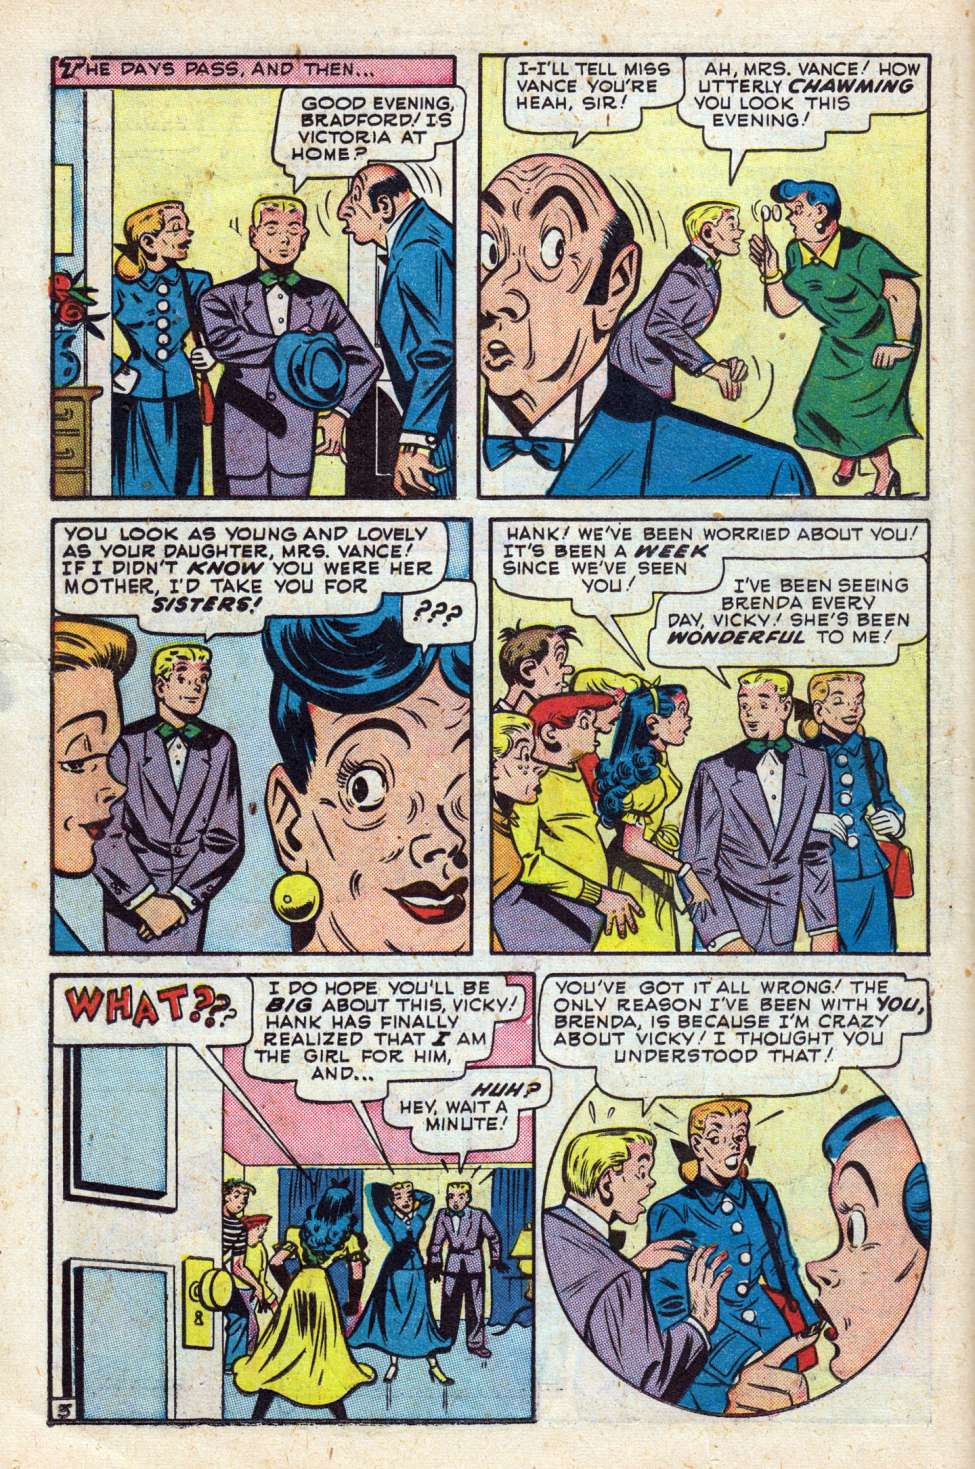 THE DAYS PASS, AND THEN...
GOOD EVENING,
BRADFORD! IS
VICTORIA AT
HOME?
I-I'LL TELL MISS
VANCE YOU'RE
HEAH, SIR!
AH, MRS. VANCE! HOW
UTTERLY CHAWMING
YOU LOOK THIS
EVENING!
YOU LOOK AS YOUNG AND LOVELY
AS YOUR DAUGHTER, MRS. VANCE!
IF I DIDN'T KNOW YOU WERE HER
MOTHER, I'D TAKE YOU FOR
SISTERS!
???
HANK! WE'VE BEEN WORRIED ABOUT YOU!
IT'S BEEN A WEEK
SINCE WE'VE SEEN
YOU!
I'VE BEEN SEEING
BRENDA EVERY
DAY, VICKY! SHE'S BEEN
WONDERFUL TO ME!
WHAT???
I DO HOPE YOU'LL BE
BIG ABOUT THIS, VICKY!
HANK HAS FINALLY
REALIZED THAT I AM
THE GIRL FOR HIM,
AND...
HUH?
HEY, WAIT A
MINUTE!
YOU'VE GOT IT ALL WRONG! THE
ONLY REASON I'VE BEEN WITH YOU,
BRENDA, IS BECAUSE I'M CRAZY
ABOUT VICKY! I THOUGHT YOU
UNDERSTOOD THAT!
3